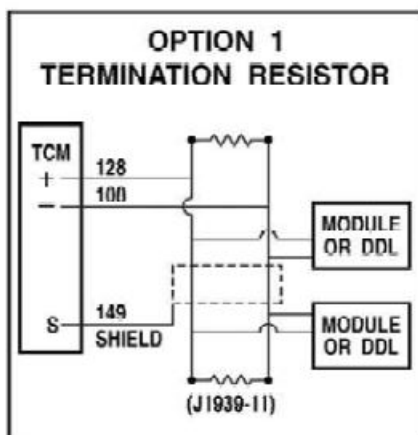 OPTION 1
TERMINATION RESISTOR
TCM
+
128
−
100
MODULE
OR DDL
S
149
SHIELD
MODULE
OR DDL
(J1939-11)